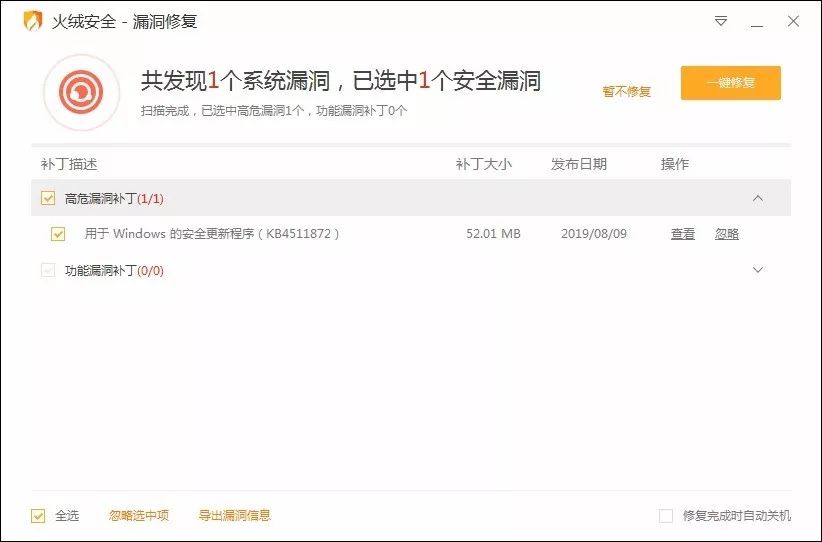 火绒安全 - 漏洞修复
共发现1个系统漏洞，已选中1个安全漏洞
扫描完成，已选中高危漏洞1个，功能漏洞补丁0个
暂不修复
一键修复
补丁描述 补丁大小 发布日期 操作
高危漏洞补丁(1/1)
用于 Windows 的安全更新程序（KB4511872） 52.01 MB 2019/08/09 查看 忽略
功能漏洞补丁(0/0)
全选 忽略选中项 导出漏洞信息 修复完成时自动关机